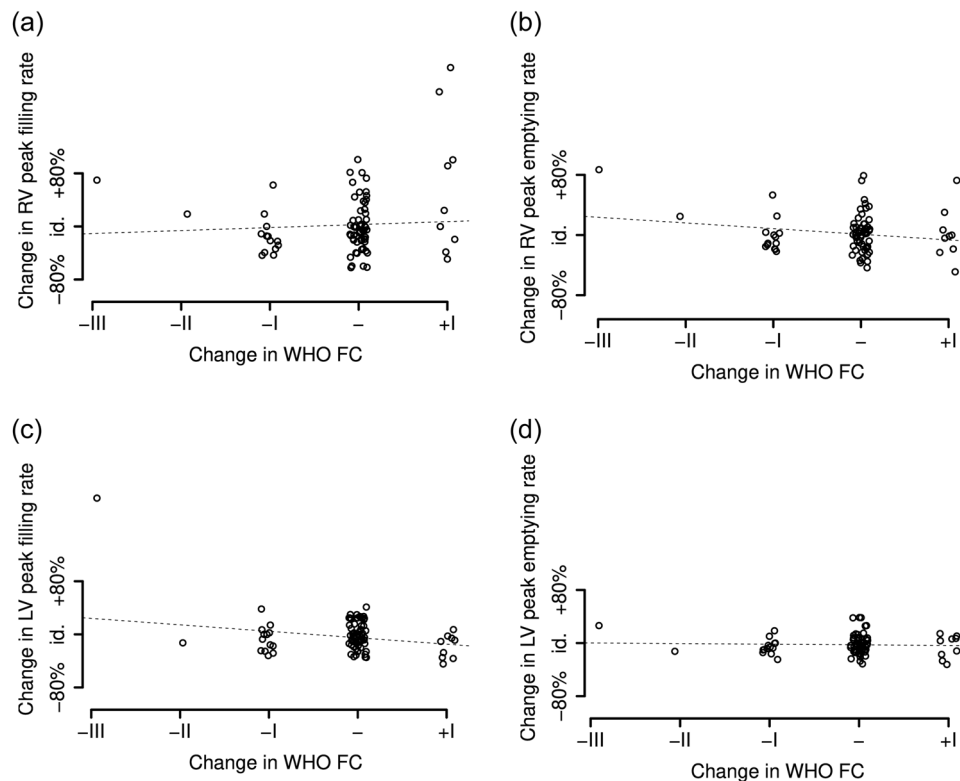 (a)
Change in RV peak filling rate
+80%
id.
−80%
−III
−II
−I
−
+I
Change in WHO FC
(b)
Change in RV peak emptying rate
+80%
id.
−80%
−III
−II
−I
−
+I
Change in WHO FC
(c)
Change in LV peak filling rate
+80%
id.
−80%
−III
−II
−I
−
+I
Change in WHO FC
(d)
Change in LV peak emptying rate
+80%
id.
−80%
−III
−II
−I
−
+I
Change in WHO FC